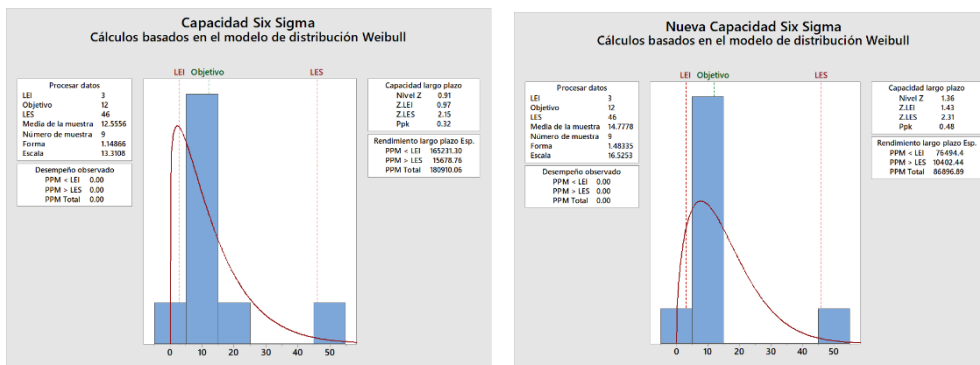 Capacidad Six Sigma
Cálculos basados en el modelo de distribución Weibull
LEI Objetivo LES
Procesar datos
LEI 3
Objetivo 12
LES 46
Media de la muestra 12.5556
Número de muestra 9
Forma 1.14866
Escala 13.3108
Desempeño observado
PPM < LEI 0.00
PPM > LES 0.00
PPM Total 0.00
Capacidad largo plazo
Nivel Z 0.91
Z.LEI 0.97
Z.LES 2.15
Ppk 0.32
Rendimiento largo plazo Esp.
PPM < LEI 165231.30
PPM > LES 15678.76
PPM Total 180910.06
0 10 20 30 40 50
Nueva Capacidad Six Sigma
Cálculos basados en el modelo de distribución Weibull
LEI Objetivo LES
Procesar datos
LEI 3
Objetivo 12
LES 46
Media de la muestra 14.7778
Número de muestra 9
Forma 1.48335
Escala 16.5253
Desempeño observado
PPM < LEI 0.00
PPM > LES 0.00
PPM Total 0.00
Capacidad largo plazo
Nivel Z 1.36
Z.LEI 1.43
Z.LES 2.31
Ppk 0.48
Rendimiento largo plazo Esp.
PPM < LEI 76494.4
PPM > LES 10402.44
PPM Total 86896.89
0 10 20 30 40 50